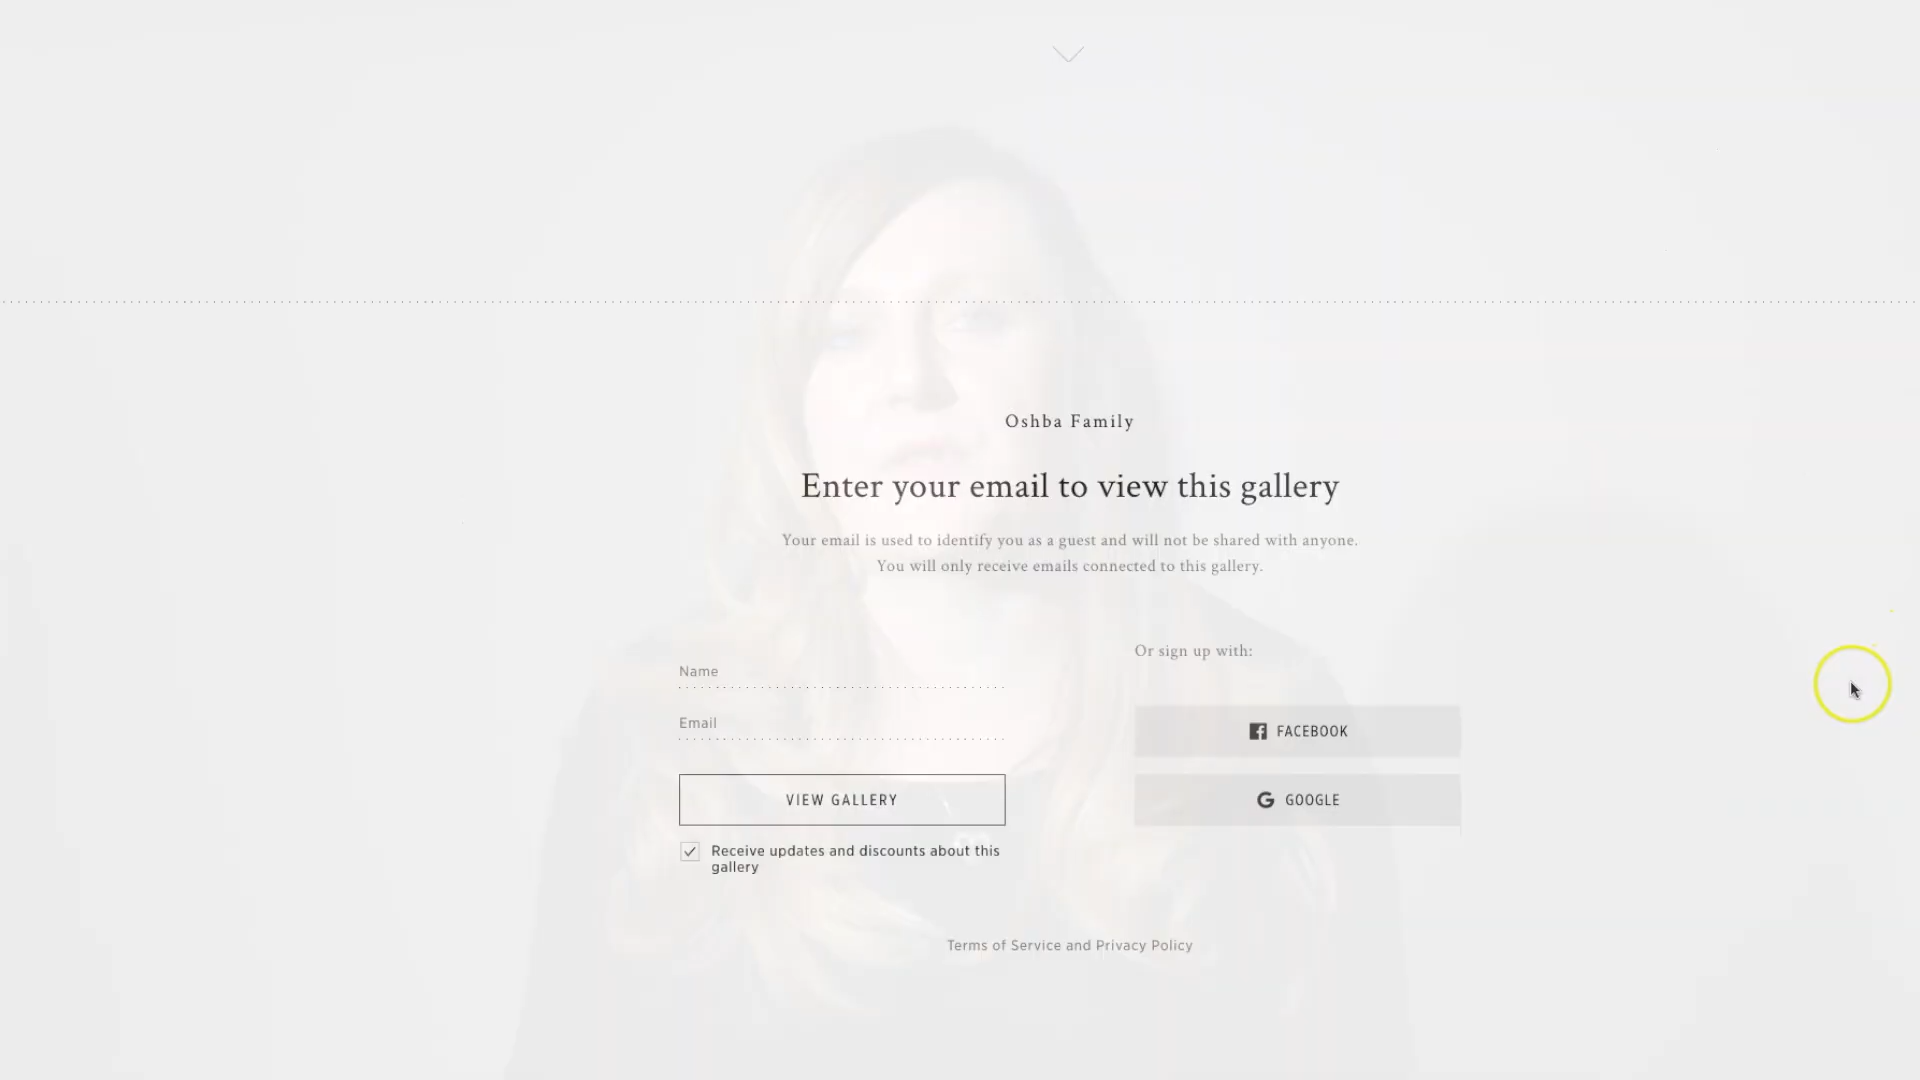 Oshba Family
Enter your email to view this gallery
Your email is used to identify you as a guest and will not be shared with anyone.
You will only receive emails connected to this gallery.
Or sign up with:
Name
Email
FACEBOOK
VIEW GALLERY
GOOGLE
Receive updates and discounts about this
gallery
Terms of Service and Privacy Policy